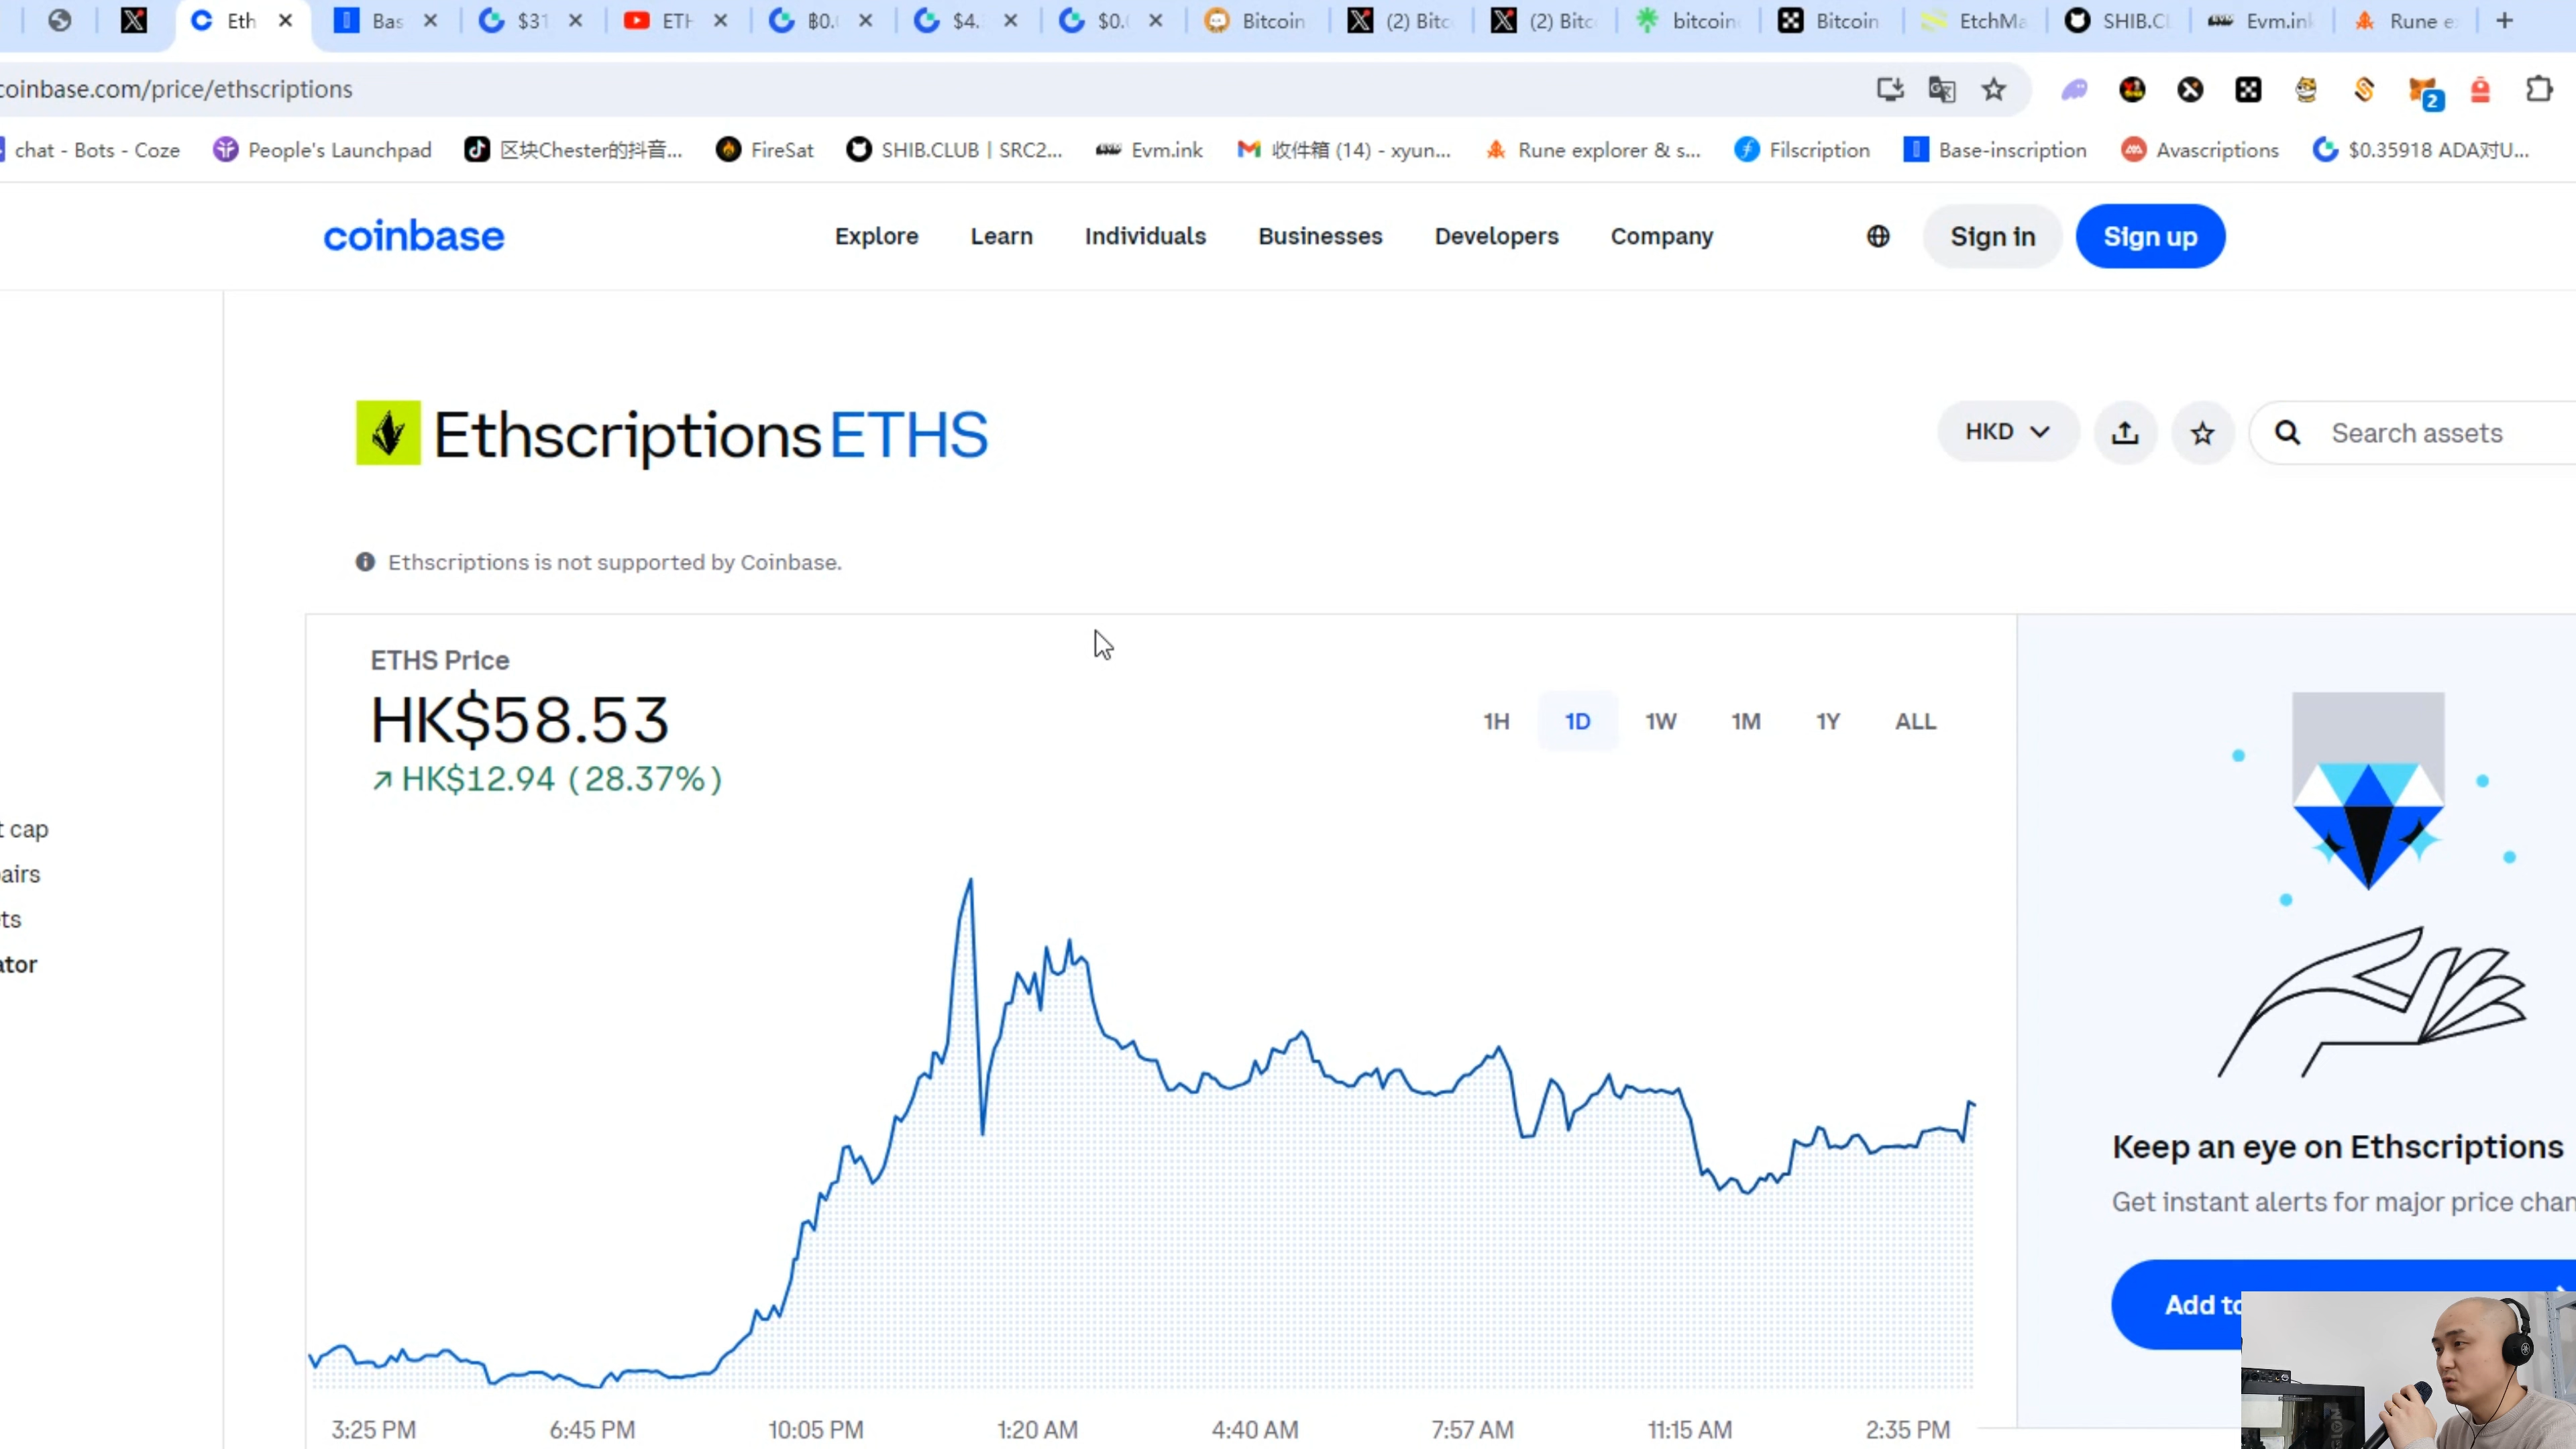 Eth
Bas
$31
ETH
฿0.
$4.
$0.
Bitcoin
(2) Bitc
(2) Bitc
bitcoin
Bitcoin
EtchMa
SHIB.CL
Evm.ink
Rune e
coinbase.com/price/ethscriptions
2
chat - Bots - Coze
People's Launchpad
区块Chester的抖音...
FireSat
SHIB.CLUB | SRC2...
Evm.ink
收件箱 (14) - xyun...
Rune explorer & s...
Filscription
Base-inscription
Avascriptions
$0.35918 ADA对U...
coinbase
Explore
Learn
Individuals
Businesses
Developers
Company
Sign in
Sign up
Ethscriptions ETHS
HKD
Search assets
Ethscriptions is not supported by Coinbase.
ETHS Price
HK$58.53
↗ HK$12.94 (28.37%)
1H
1D
1W
1M
1Y
ALL
t cap
airs
ts
ator
Keep an eye on Ethscriptions
Get instant alerts for major price chan
Add to
3:25 PM
6:45 PM
10:05 PM
1:20 AM
4:40 AM
7:57 AM
11:15 AM
2:35 PM